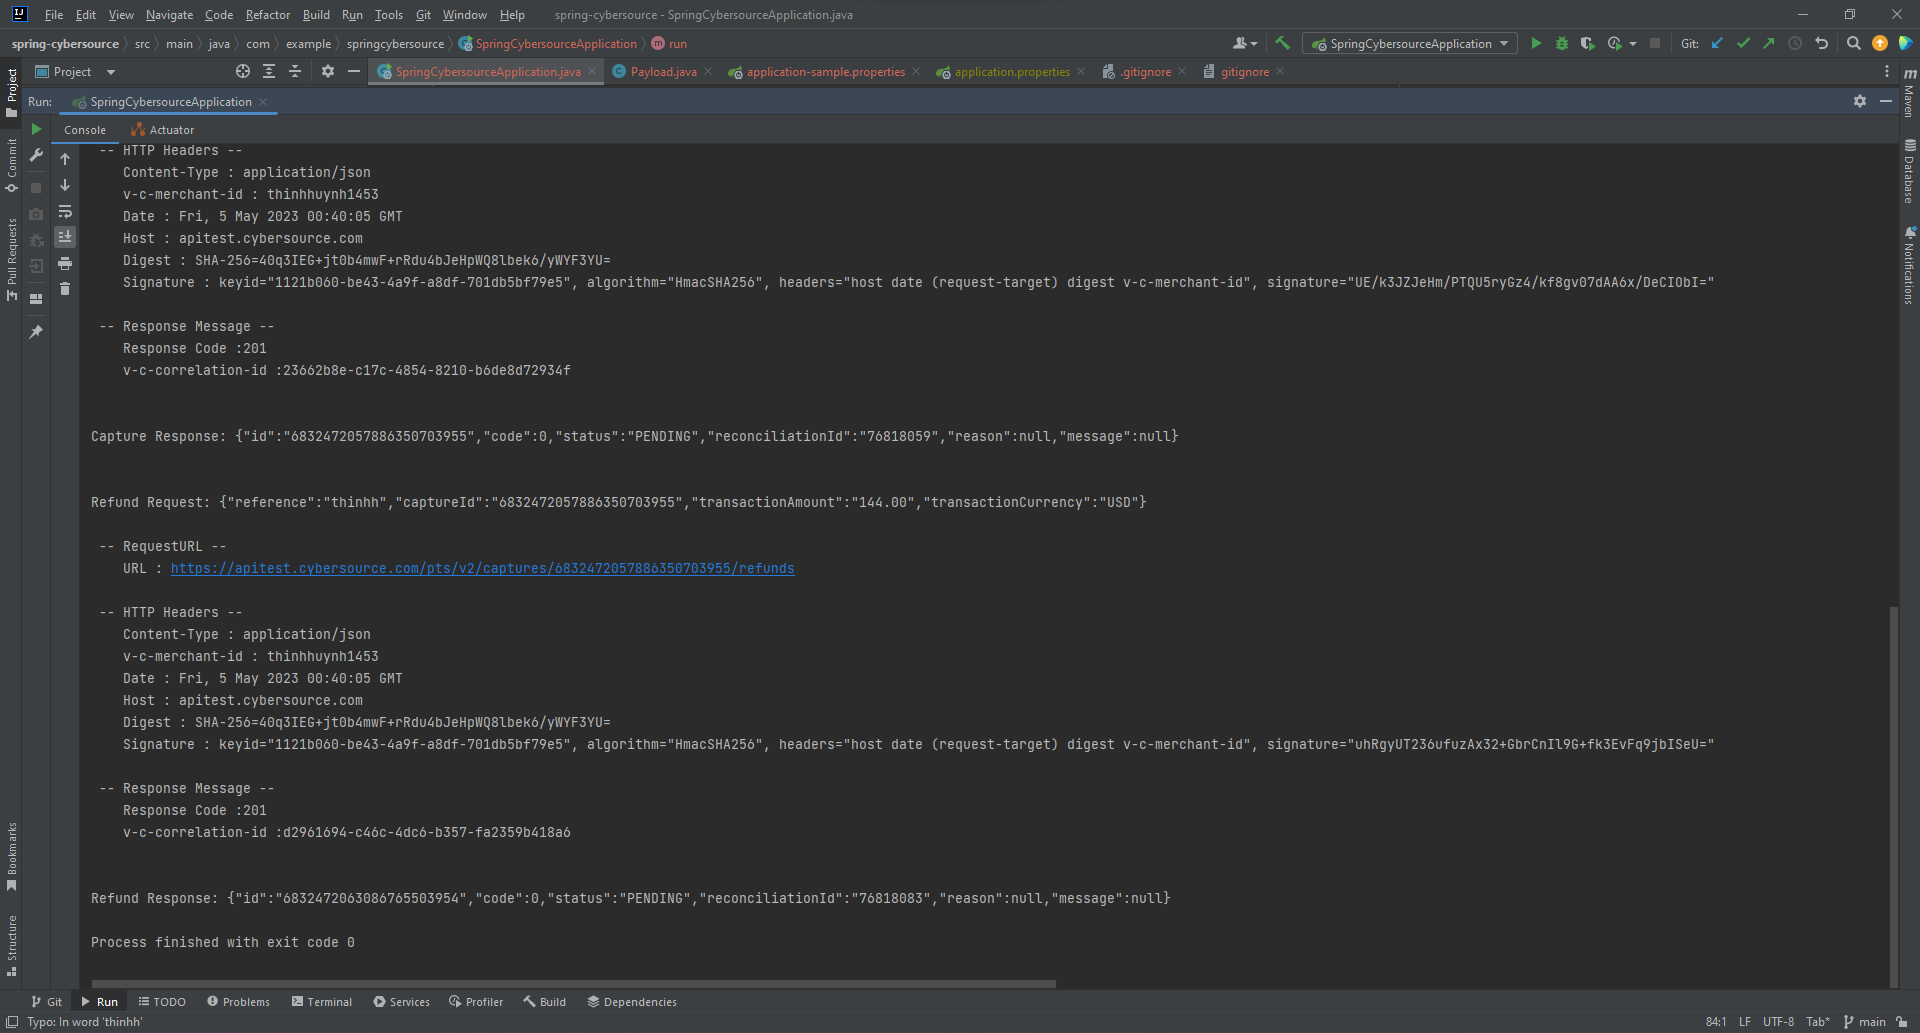 File Edit View Navigate Code Refactor Build Run Tools Git Window Help spring-cybersource - SpringCybersourceApplication.java
spring-cybersource src main java com example springcybersource SpringCybersourceApplication run SpringCybersourceApplication Git:
Project SpringCybersourceApplication.java Payload.java application-sample.properties application.properties .gitignore gitignore
Run: SpringCybersourceApplication
Console Actuator
-- HTTP Headers --
Content-Type : application/json
v-c-merchant-id : thinhhuynh1453
Date : Fri, 5 May 2023 00:40:05 GMT
Host : apitest.cybersource.com
Digest : SHA-256=40q3IEG+jt0b4mwF+rRdu4bJeHpWQ8lbek6/yWYF3YU=
Signature : keyid="1121b060-be43-4a9f-a8df-701db5bf79e5", algorithm="HmacSHA256", headers="host date (request-target) digest v-c-merchant-id", signature="UE/k3JZJeHm/PTQU5ryGz4/kf8gv07dAA6x/DeCIObI="
-- Response Message --
Response Code :201
v-c-correlation-id :23662b8e-c17c-4854-8210-b6de8d72934f
Capture Response: {"id":"6832472057886350703955","code":0,"status":"PENDING","reconciliationId":"76818059","reason":null,"message":null}
Refund Request: {"reference":"thinhh","captureId":"6832472057886350703955","transactionAmount":"144.00","transactionCurrency":"USD"}
-- RequestURL --
URL : https://apitest.cybersource.com/pts/v2/captures/6832472057886350703955/refunds
-- HTTP Headers --
Content-Type : application/json
v-c-merchant-id : thinhhuynh1453
Date : Fri, 5 May 2023 00:40:05 GMT
Host : apitest.cybersource.com
Digest : SHA-256=40q3IEG+jt0b4mwF+rRdu4bJeHpWQ8lbek6/yWYF3YU=
Signature : keyid="1121b060-be43-4a9f-a8df-701db5bf79e5", algorithm="HmacSHA256", headers="host date (request-target) digest v-c-merchant-id", signature="uhRgyUT236ufuzAx32+GbrCnIl9G+fk3EvFq9jbISeU="
-- Response Message --
Response Code :201
v-c-correlation-id :d2961694-c46c-4dc6-b357-fa2359b418a6
Refund Response: {"id":"6832472063086765503954","code":0,"status":"PENDING","reconciliationId":"76818083","reason":null,"message":null}
Process finished with exit code 0
Project
Commit
Pull Requests
Bookmarks
Structure
Maven
Database
Notifications
Git Run TODO Problems Terminal Services Profiler Build Dependencies
Typo: In word 'thinhh' 84:1 LF UTF-8 Tab* main